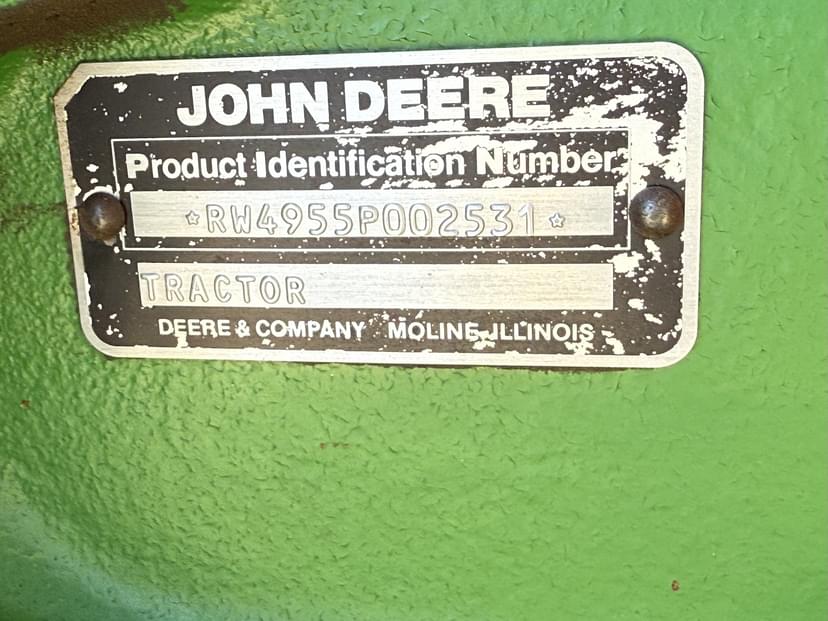 JOHN DEERE
Product Identification Number
☆RW4955P002531☆
TRACTOR
DEERE & COMPANY MOLINE, ILLINOIS